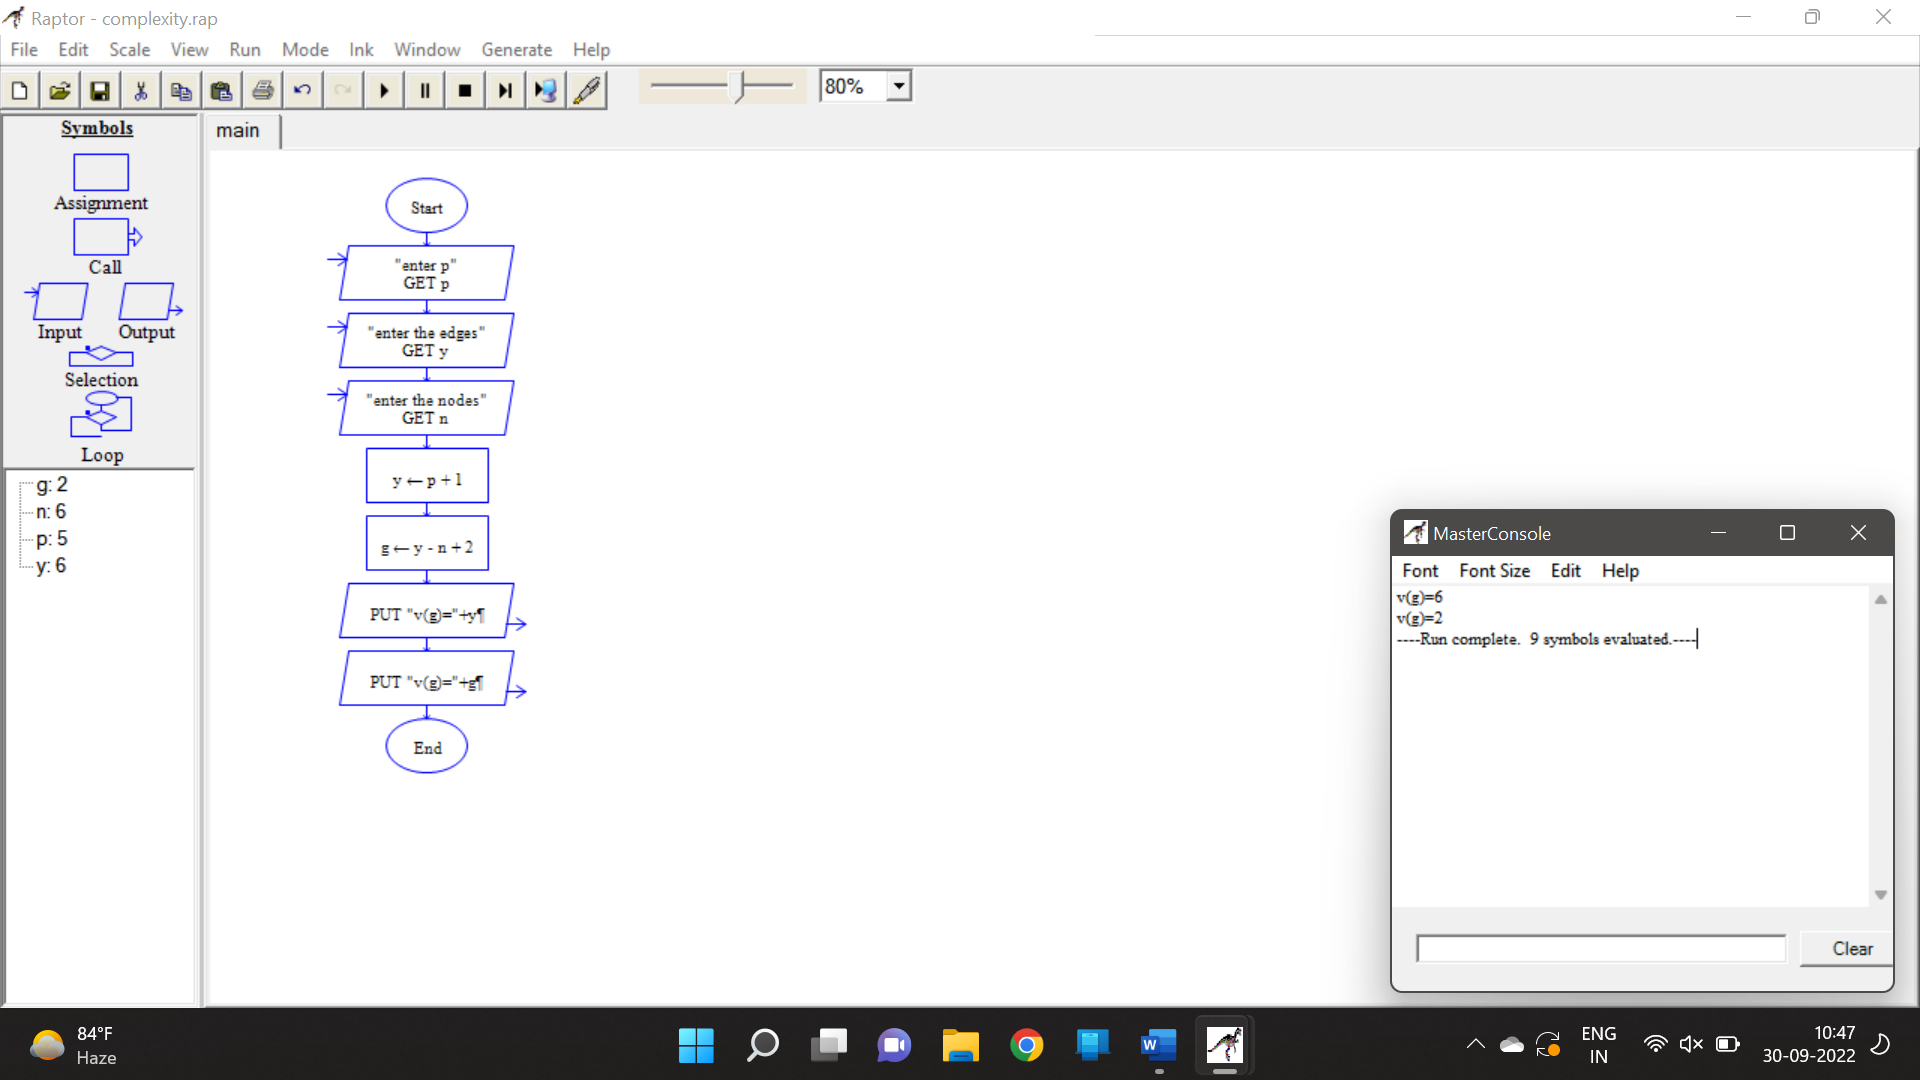 Raptor - complexity.rap
File Edit Scale View Run Mode Ink Window Generate Help
80%
Symbols
Assignment
Call
Input Output
Selection
Loop
g: 2
n: 6
p: 5
y: 6
main
Start
"enter p"
GET p
"enter the edges"
GET y
"enter the nodes"
GET n
y ← p + 1
g ← y - n + 2
PUT "v(g)="+y¶
PUT "v(g)="+g¶
End
MasterConsole
Font Font Size Edit Help
v(g)=6
v(g)=2
----Run complete. 9 symbols evaluated.----
Clear
84°F
Haze
W
ENG
IN
10:47
30-09-2022